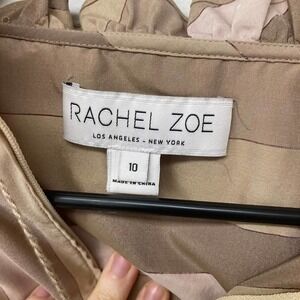 RACHEL ZOE
LOS ANGELES - NEW YORK
10
MADE IN CHINA